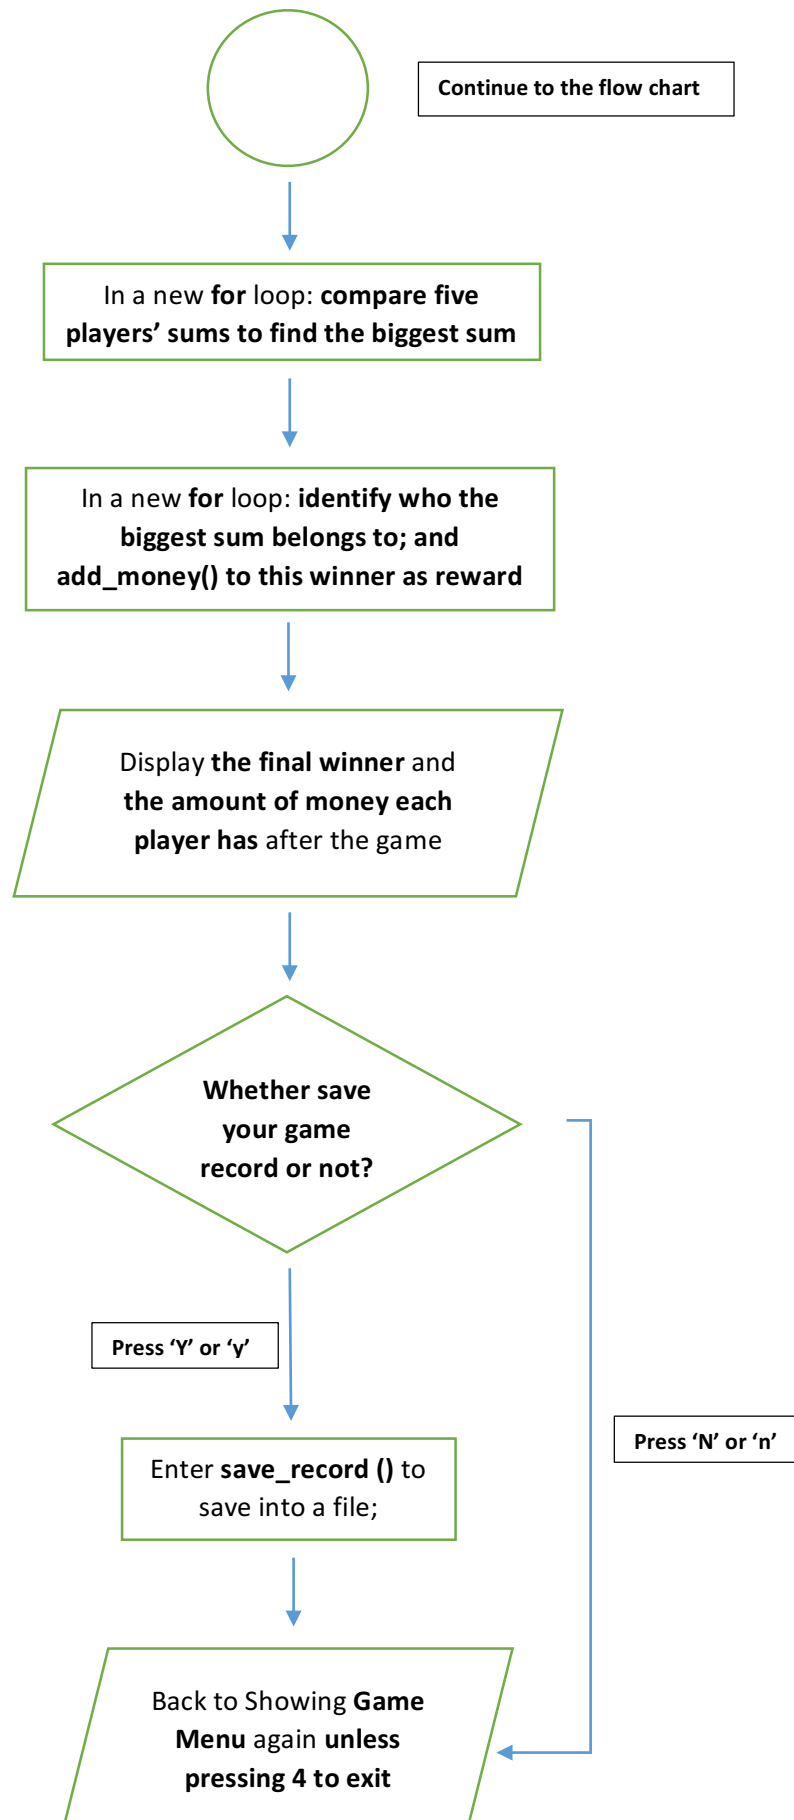 Continue to the flow chart
In a new for loop: compare five
players’ sums to find the biggest sum
In a new for loop: identify who the
biggest sum belongs to; and
add_money() to this winner as reward
Display the final winner and
the amount of money each
player has after the game
Whether save
your game
record or not?
Press ‘Y’ or ‘y’
Enter save_record () to
save into a file;
Press ‘N’ or ‘n’
Back to Showing Game
Menu again unless
pressing 4 to exit